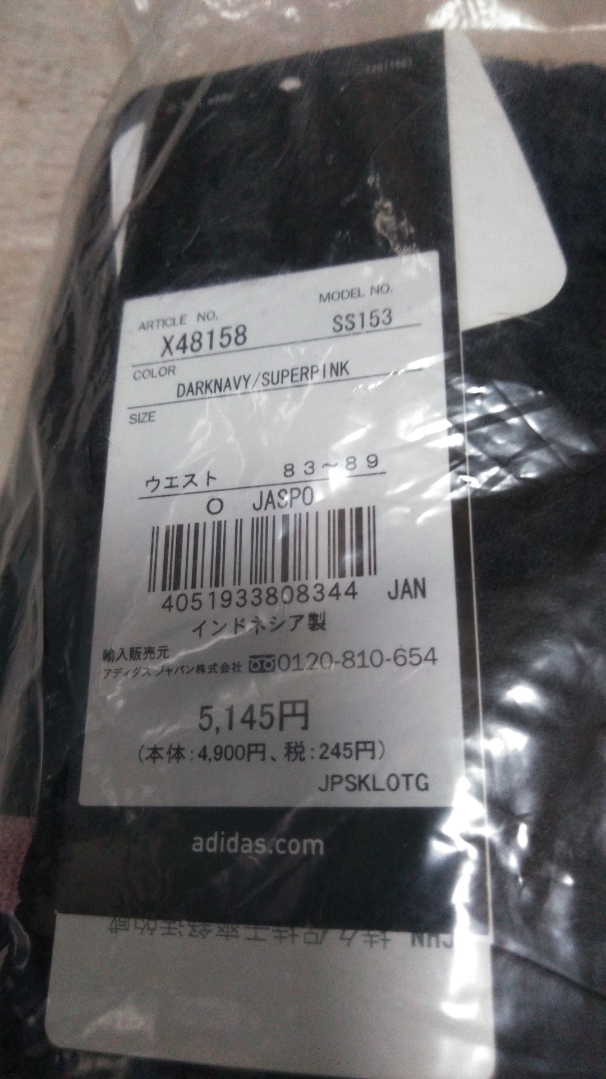 ARTICLE NO. MODEL NO.
X48158 SS153
COLOR
DARKNAVY/SUPERPINK
SIZE
ウエスト 83～89
O JASPO
4051933808344 JAN
インドネシア製
輸入販売元
アディダス ジャパン株式会社 0120-810-654
5,145円
(本体:4,900円、税:245円)
JPSKLOTG
adidas.com
CHN